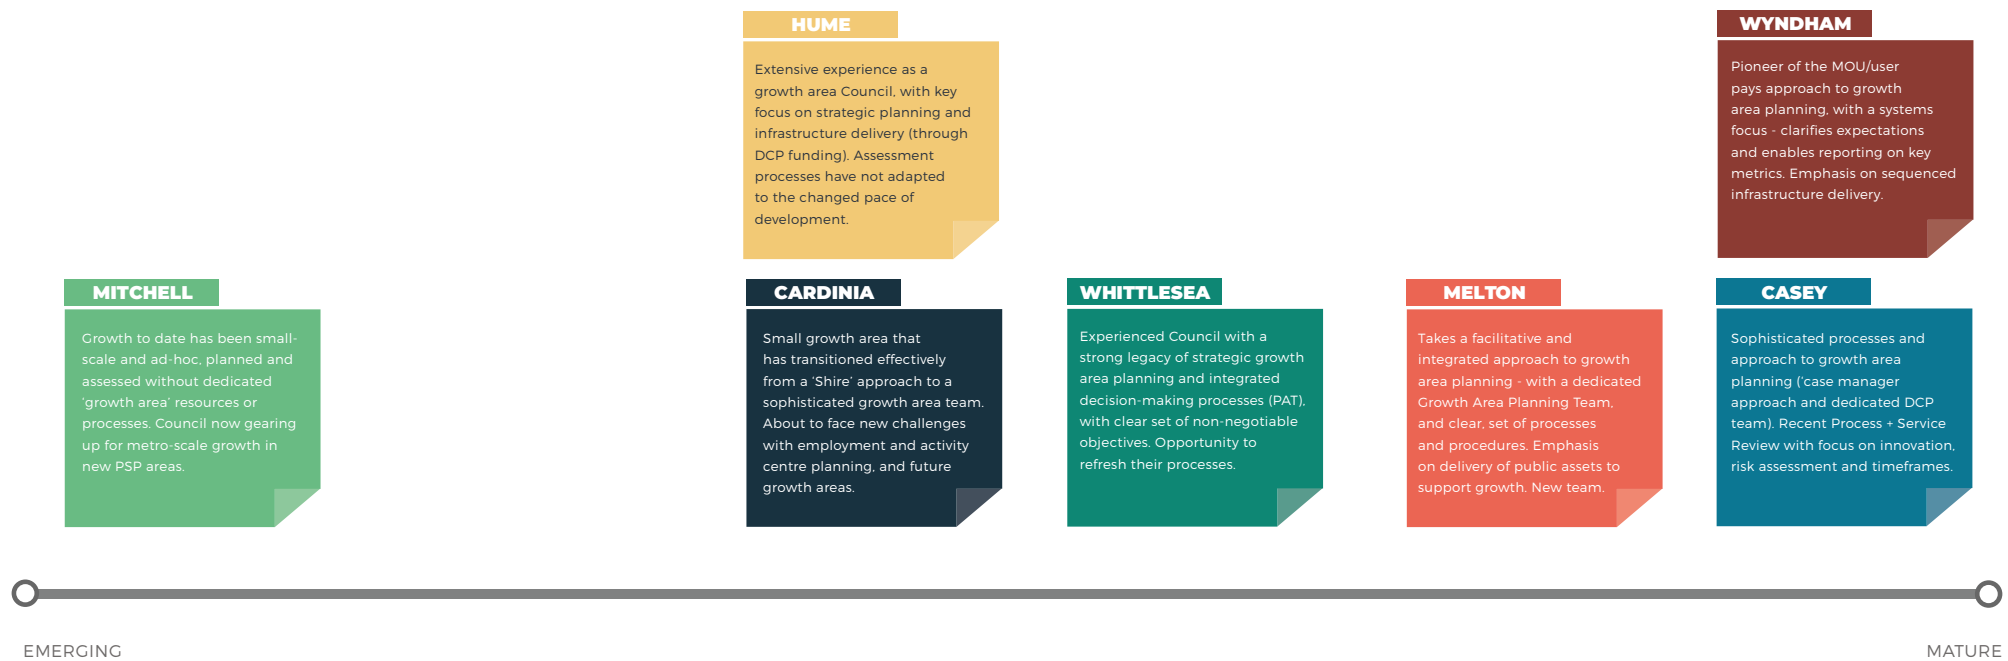 HUME
Extensive experience as a
growth area Council, with key
focus on strategic planning and
infrastructure delivery (through
DCP funding). Assessment
processes have not adapted
to the changed pace of
development.
WYNDHAM
Pioneer of the MOU/user
pays approach to growth
area planning, with a systems
focus - clarifies expectations
and enables reporting on key
metrics. Emphasis on sequenced
infrastructure delivery.
MITCHELL
Growth to date has been small-
scale and ad-hoc, planned and
assessed without dedicated
'growth area' resources or
processes. Council now gearing
up for metro-scale growth in
new PSP areas.
CARDINIA
Small growth area that
has transitioned effectively
from a 'Shire' approach to a
sophisticated growth area team.
About to face new challenges
with employment and activity
centre planning, and future
growth areas.
WHITTLESEA
Experienced Council with a
strong legacy of strategic growth
area planning and integrated
decision-making processes (PAT),
with clear set of non-negotiable
objectives. Opportunity to
refresh their processes.
MELTON
Takes a facilitative and
integrated approach to growth
area planning - with a dedicated
Growth Area Planning Team,
and clear, set of processes
and procedures. Emphasis
on delivery of public assets to
support growth. New team.
CASEY
Sophisticated processes and
approach to growth area
planning ('case manager
approach and dedicated DCP
team). Recent Process + Service
Review with focus on innovation,
risk assessment and timeframes.
EMERGING
MATURE